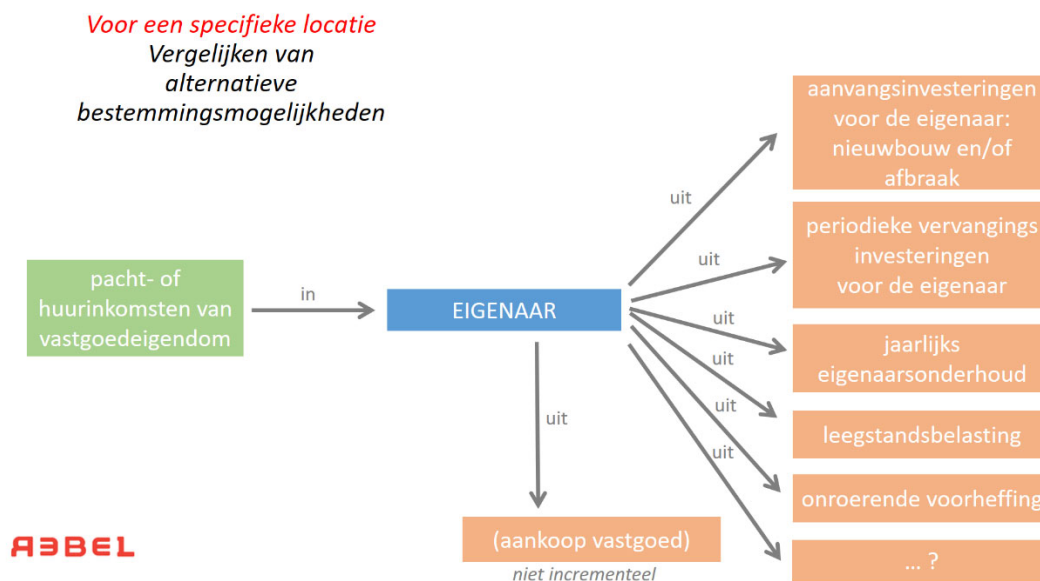 Voor een specifieke locatie
Vergelijken van
alternatieve
bestemmingsmogelijkheden
pacht- of
huurinkomsten van
vastgoedeigendom
in
EIGENAAR
uit
uit
uit
uit
uit
uit
uit
aanvangsinvesteringen
voor de eigenaar:
nieuwbouw en/of
afbraak
periodieke vervangings
investeringen
voor de eigenaar
jaarlijks
eigenaarsonderhoud
leegstandsbelasting
onroerende voorheffing
... ?
(aankoop vastgoed)
niet incrementeel
REBEL